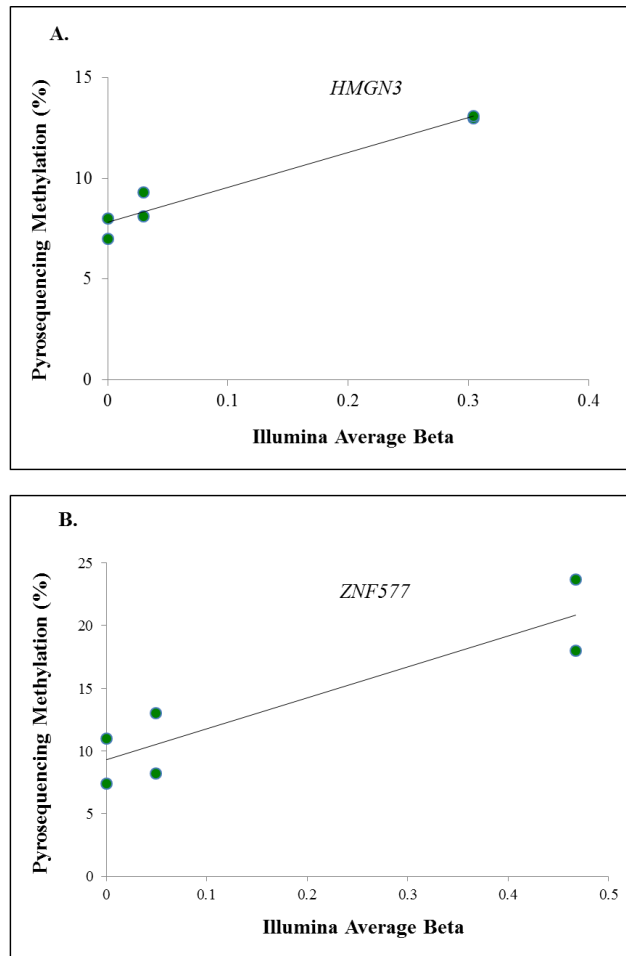 A.
HMGN3
Pyrosequencing Methylation (%)
15
10
5
0
0 0.1 0.2 0.3 0.4
Illumina Average Beta
B.
ZNF577
Pyrosequencing Methylation (%)
25
20
15
10
5
0
0 0.1 0.2 0.3 0.4 0.5
Illumina Average Beta